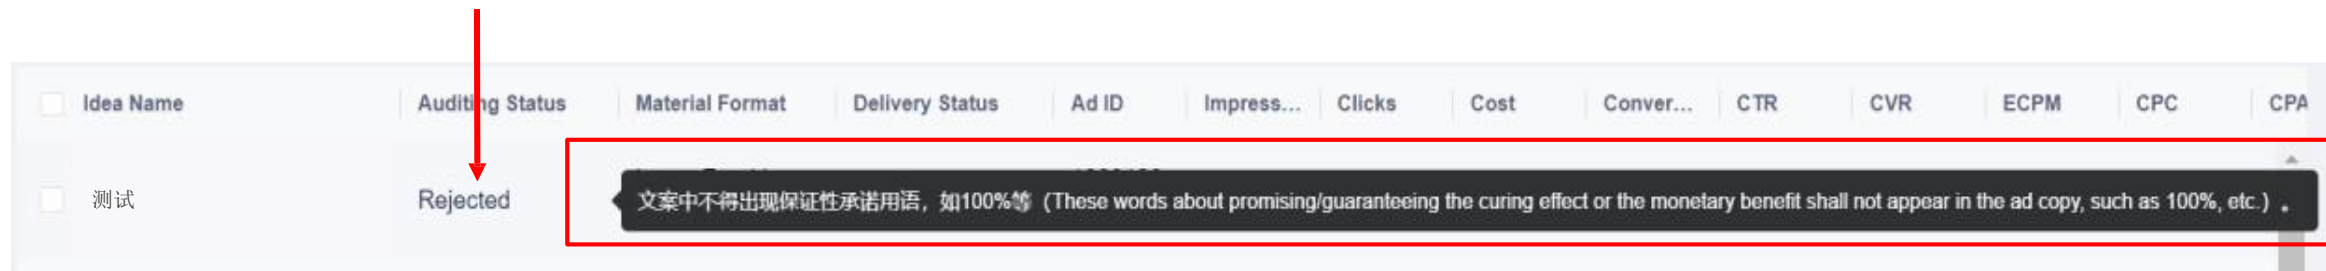 Idea Name Auditing Status Material Format Delivery Status Ad ID Impress... Clicks Cost Conver... CTR CVR ECPM CPC CPA
测试 Rejected 文案中不得出现保证性承诺用语，如100%等（These words about promising/guaranteeing the curing effect or the monetary benefit shall not appear in the ad copy, such as 100%, etc.）。